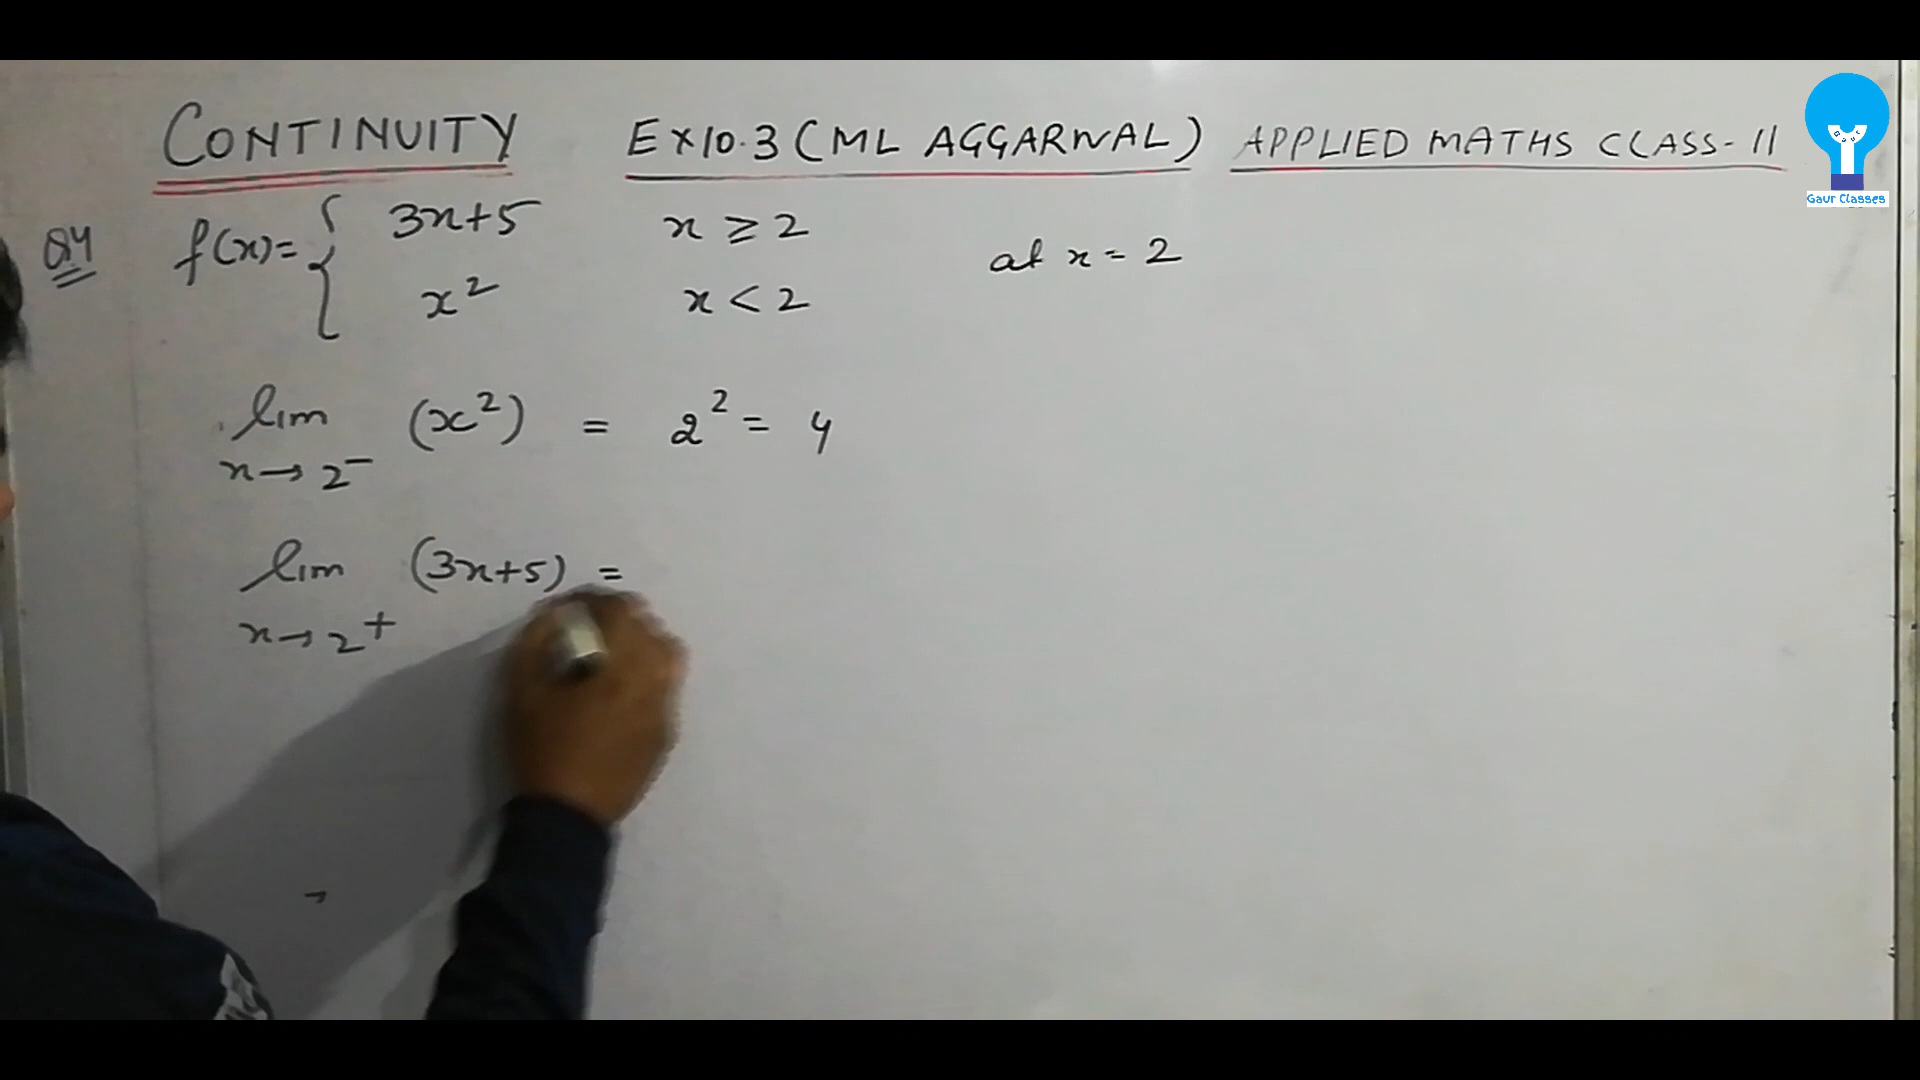 CONTINUITY EX10.3 (ML AGGARWAL) APPLIED MATHS CLASS-11
GAUR
Gaur Classes
Q4 f(x)= { 3x+5 x ≥ 2
x² x < 2
at x = 2
lim (x²) = 2² = 4
x→2⁻
lim (3x+5) =
x→2⁺